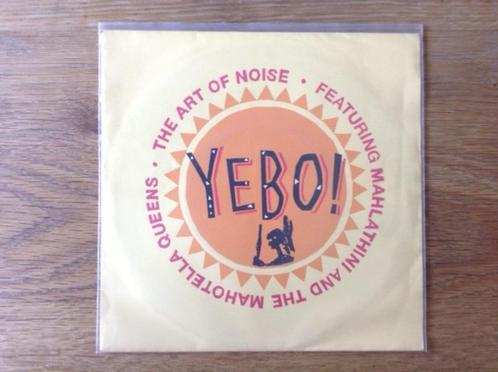 THE ART OF NOISE • FEATURING MAHLATHINI AND THE MAHOTELLA QUEENS •
YEBO!